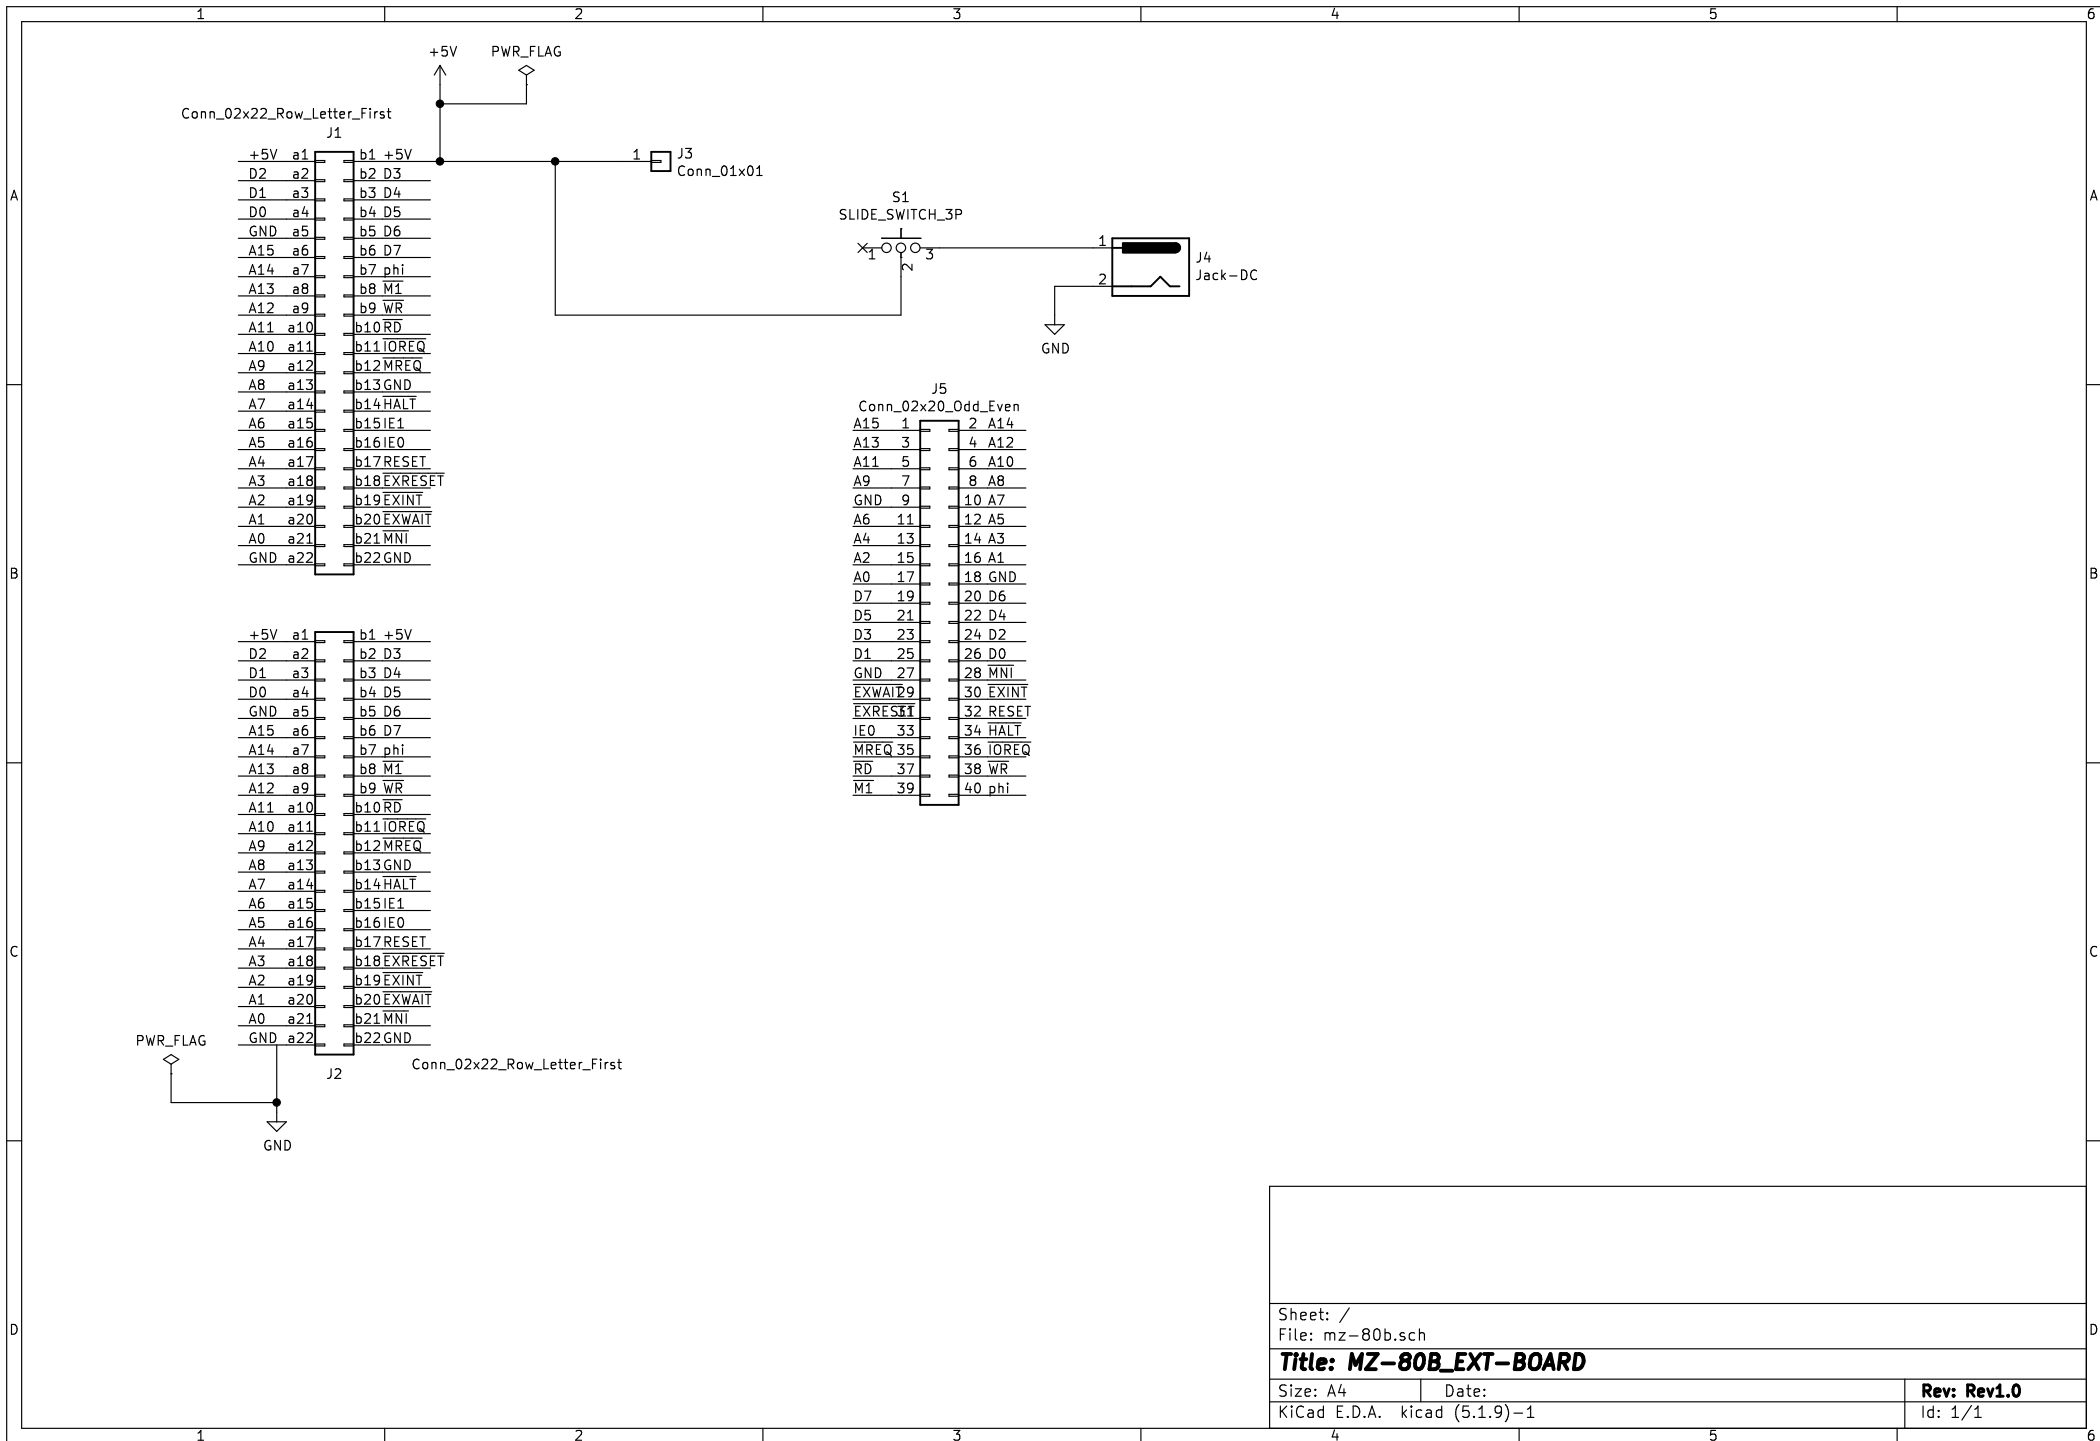 1 2 3 4 5 6
+5V PWR_FLAG
Conn_02x22_Row_Letter_First
J1
+5V a1 b1 +5V
D2 a2 b2 D3
D1 a3 b3 D4
D0 a4 b4 D5
GND a5 b5 D6
A15 a6 b6 D7
A14 a7 b7 phi
A13 a8 b8 M1
A12 a9 b9 WR
A11 a10 b10 RD
A10 a11 b11 IOREQ
A9 a12 b12 MREQ
A8 a13 b13 GND
A7 a14 b14 HALT
A6 a15 b15 IE1
A5 a16 b16 IE0
A4 a17 b17 RESET
A3 a18 b18 EXRESET
A2 a19 b19 EXINT
A1 a20 b20 EXWAIT
A0 a21 b21 MNI
GND a22 b22 GND
1 J3
Conn_01x01
A A
S1
SLIDE_SWITCH_3P
1 2 3
1 J4
Jack-DC
2
GND
J5
Conn_02x20_Odd_Even
A15 1 2 A14
A13 3 4 A12
A11 5 6 A10
A9 7 8 A8
GND 9 10 A7
A6 11 12 A5
A4 13 14 A3
A2 15 16 A1
A0 17 18 GND
D7 19 20 D6
D5 21 22 D4
D3 23 24 D2
D1 25 26 D0
GND 27 28 MNI
EXWAIT 29 30 EXINT
EXRESET 31 32 RESET
IE0 33 34 HALT
MREQ 35 36 IOREQ
RD 37 38 WR
M1 39 40 phi
B B
+5V a1 b1 +5V
D2 a2 b2 D3
D1 a3 b3 D4
D0 a4 b4 D5
GND a5 b5 D6
A15 a6 b6 D7
A14 a7 b7 phi
A13 a8 b8 M1
A12 a9 b9 WR
A11 a10 b10 RD
A10 a11 b11 IOREQ
A9 a12 b12 MREQ
A8 a13 b13 GND
A7 a14 b14 HALT
A6 a15 b15 IE1
A5 a16 b16 IE0
A4 a17 b17 RESET
A3 a18 b18 EXRESET
A2 a19 b19 EXINT
A1 a20 b20 EXWAIT
A0 a21 b21 MNI
GND a22 b22 GND
C C
PWR_FLAG
J2
Conn_02x22_Row_Letter_First
GND
D D
Sheet: /
File: mz-80b.sch
Title: MZ-80B_EXT-BOARD
Size: A4 Date: Rev: Rev1.0
KiCad E.D.A. kicad (5.1.9)-1 Id: 1/1
1 2 3 4 5 6